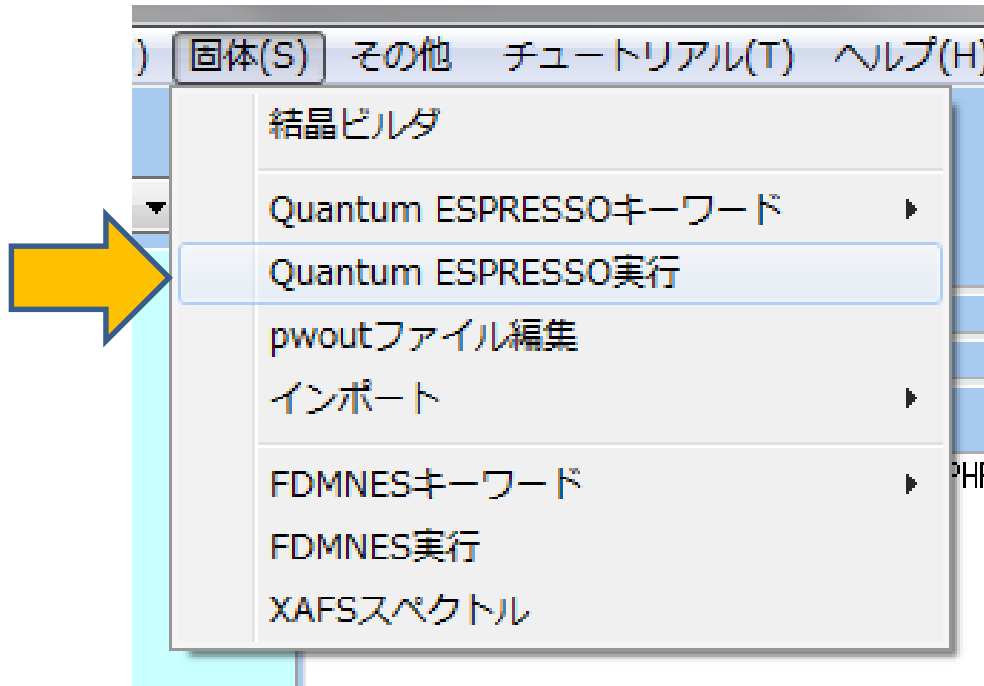 ) 固体(S) その他 チュートリアル(T) ヘルプ(H)
結晶ビルダ
Quantum ESPRESSOキーワード
Quantum ESPRESSO実行
pwoutファイル編集
インポート
FDMNESキーワード
FDMNES実行
XAFSスペクトル